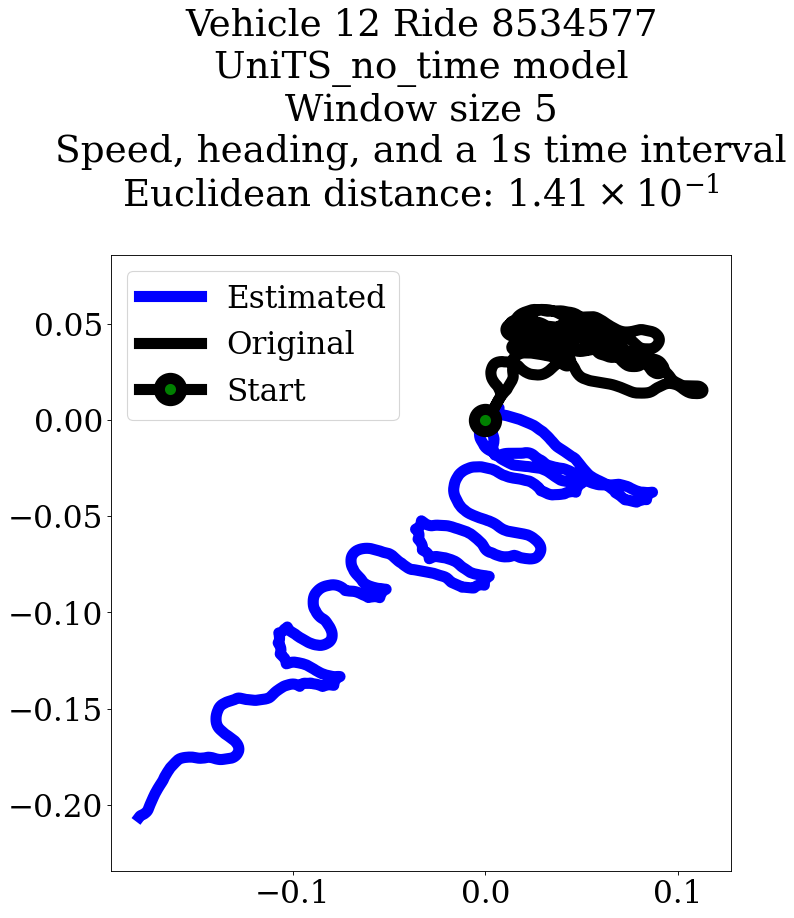 Vehicle 12 Ride 8534577
UniTS_no_time model
Window size 5
Speed, heading, and a 1s time interval
Euclidean distance: 1.41 × 10⁻¹
Estimated
Original
Start
0.05
0.00
−0.05
−0.10
−0.15
−0.20
−0.1
0.0
0.1